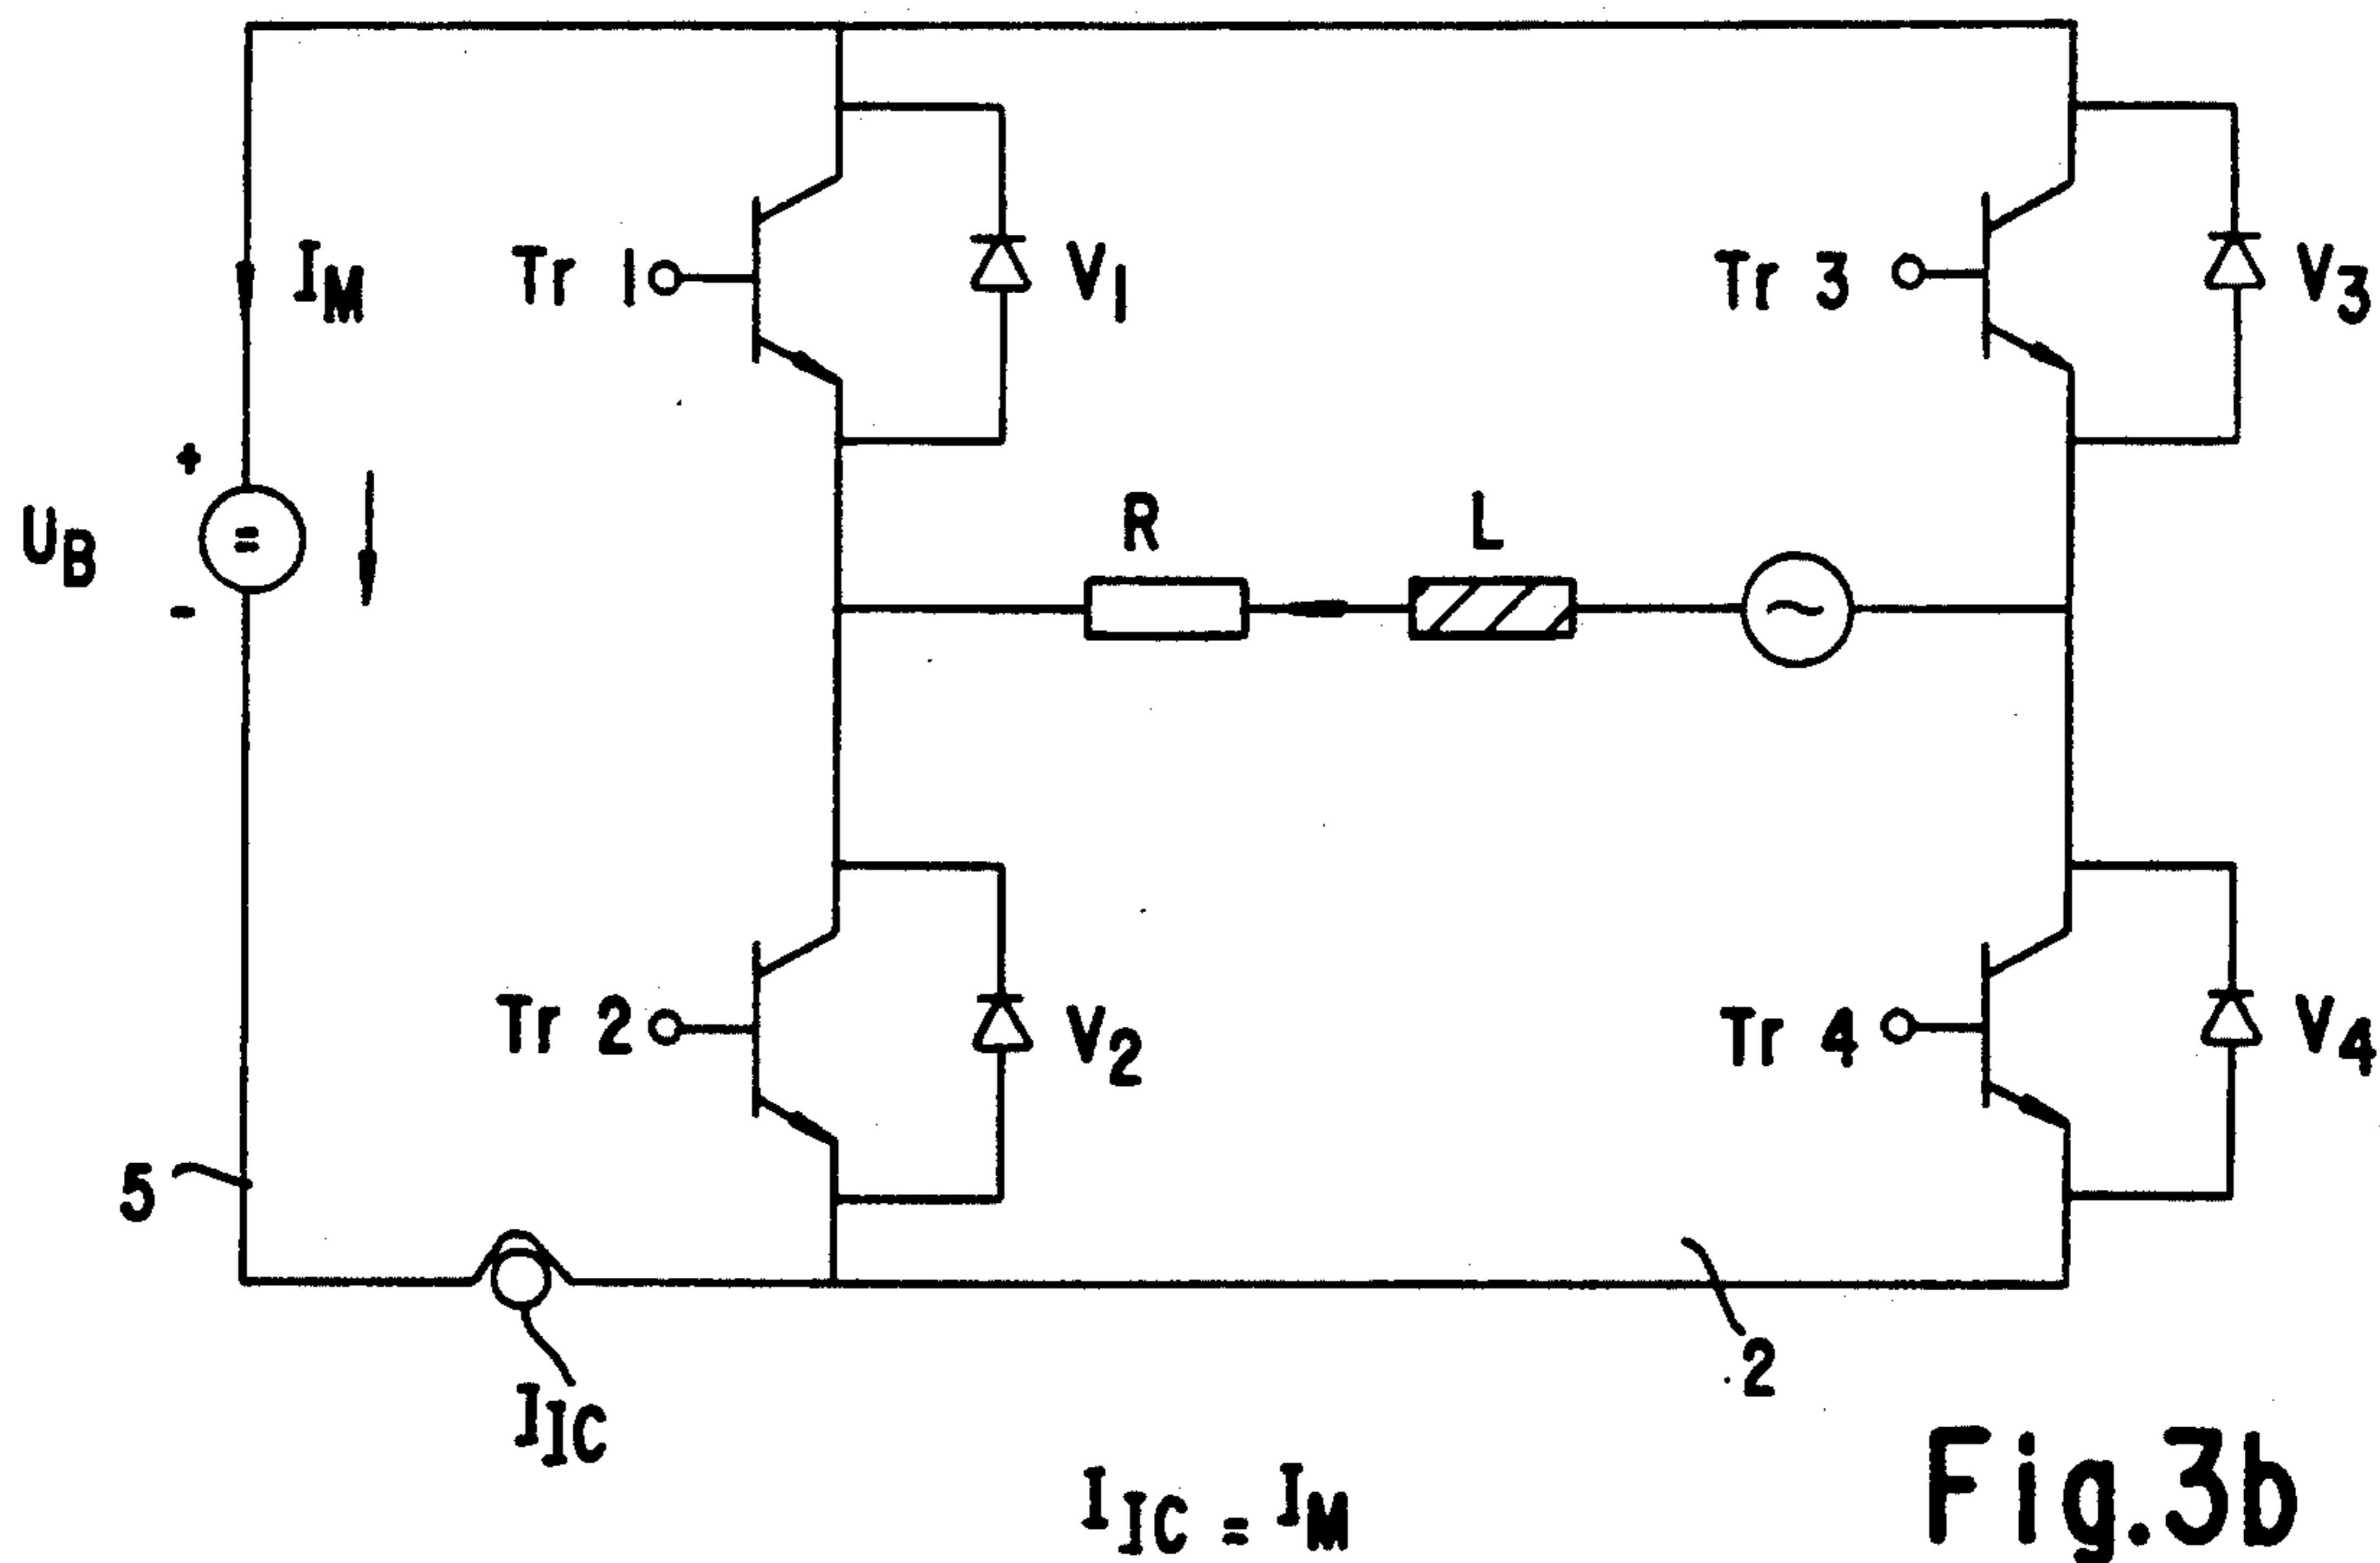 I_M
Tr 1
V_1
Tr 3
V_3
+
U_B
=
-
R
L
~
Tr 2
V_2
Tr 4
V_4
5
2
I_IC
I_IC = I_M
Fig.3b